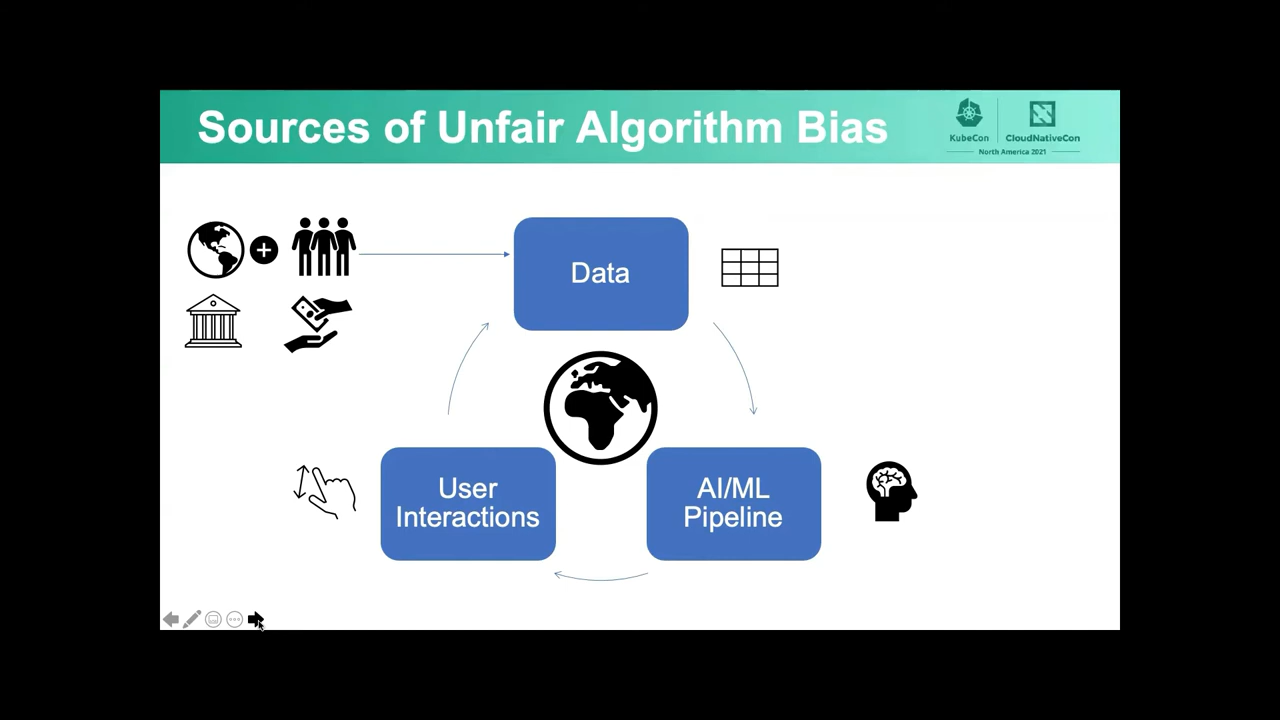 Sources of Unfair Algorithm Bias
KubeCon
CloudNativeCon
North America 2021
Data
User
Interactions
AI/ML
Pipeline